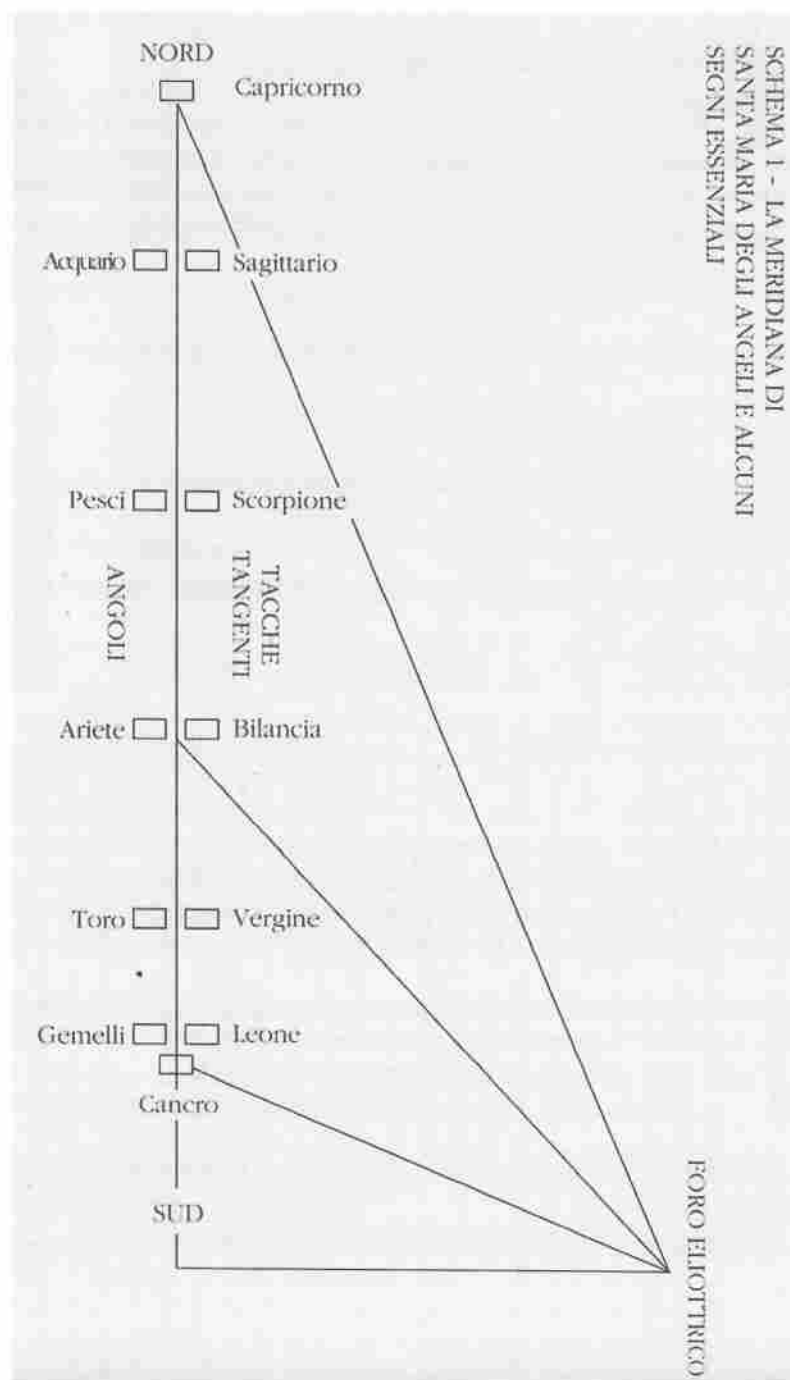 SCHEMA 1 - LA MERIDIANA DI
SANTA MARIA DEGLI ANGELI E ALCUNI
SEGNI ESSENZIALI
NORD
Capricorno
Acquario
Sagittario
Pesci
Scorpione
ANGOLI
TACCHE
TANGENTI
Ariete
Bilancia
Toro
Vergine
Gemelli
Leone
Cancro
SUD
FORO ELIOTTRICO